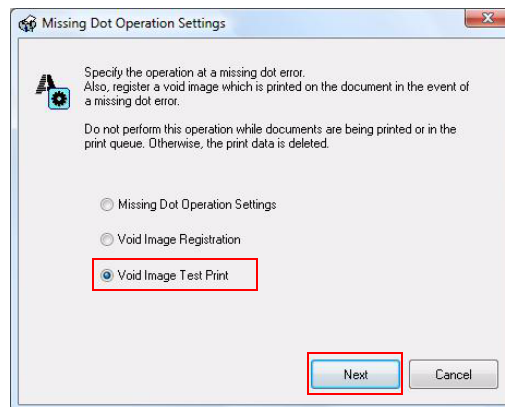 Missing Dot Operation Settings
Specify the operation at a missing dot error.
Also, register a void image which is printed on the document in the event of
a missing dot error.
Do not perform this operation while documents are being printed or in the
print queue. Otherwise, the print data is deleted.
Missing Dot Operation Settings
Void Image Registration
Void Image Test Print
Next
Cancel